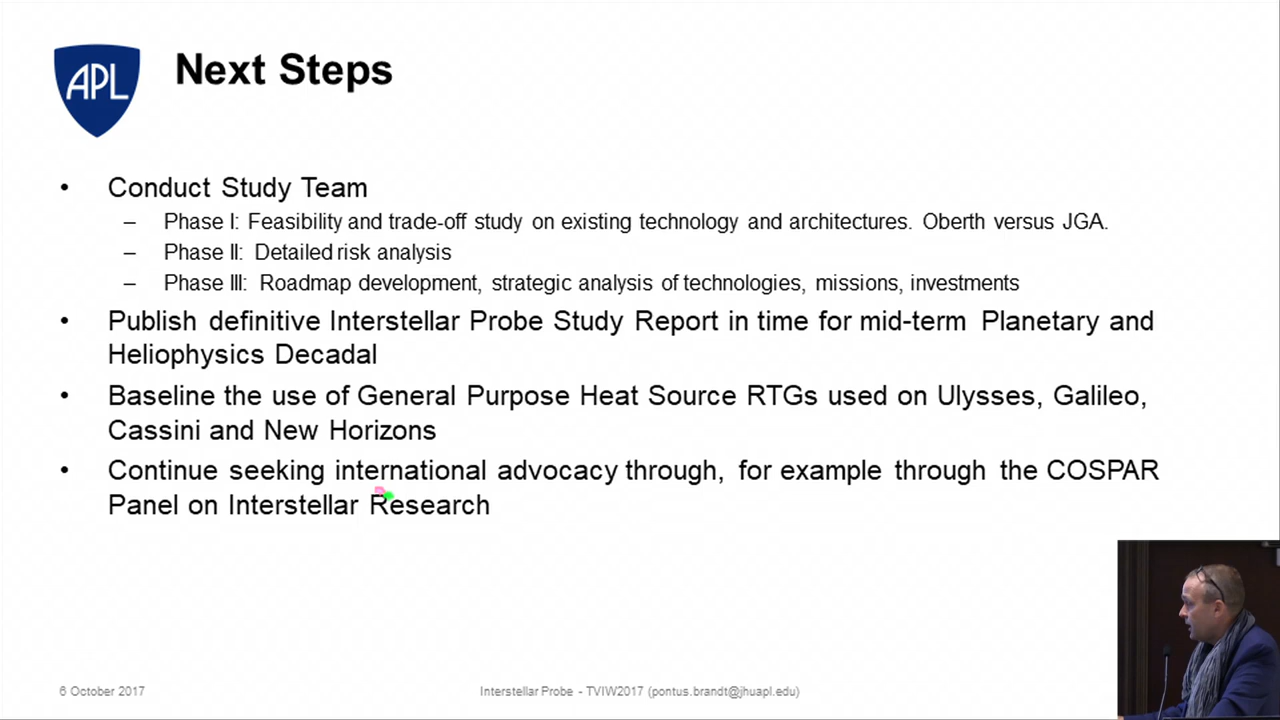 APL
Next Steps
• Conduct Study Team
– Phase I: Feasibility and trade-off study on existing technology and architectures. Oberth versus JGA.
– Phase II: Detailed risk analysis
– Phase III: Roadmap development, strategic analysis of technologies, missions, investments
• Publish definitive Interstellar Probe Study Report in time for mid-term Planetary and
Heliophysics Decadal
• Baseline the use of General Purpose Heat Source RTGs used on Ulysses, Galileo,
Cassini and New Horizons
• Continue seeking international advocacy through, for example through the COSPAR
Panel on Interstellar Research
6 October 2017
Interstellar Probe - TVIW2017 (pontus.brandt@jhuapl.edu)